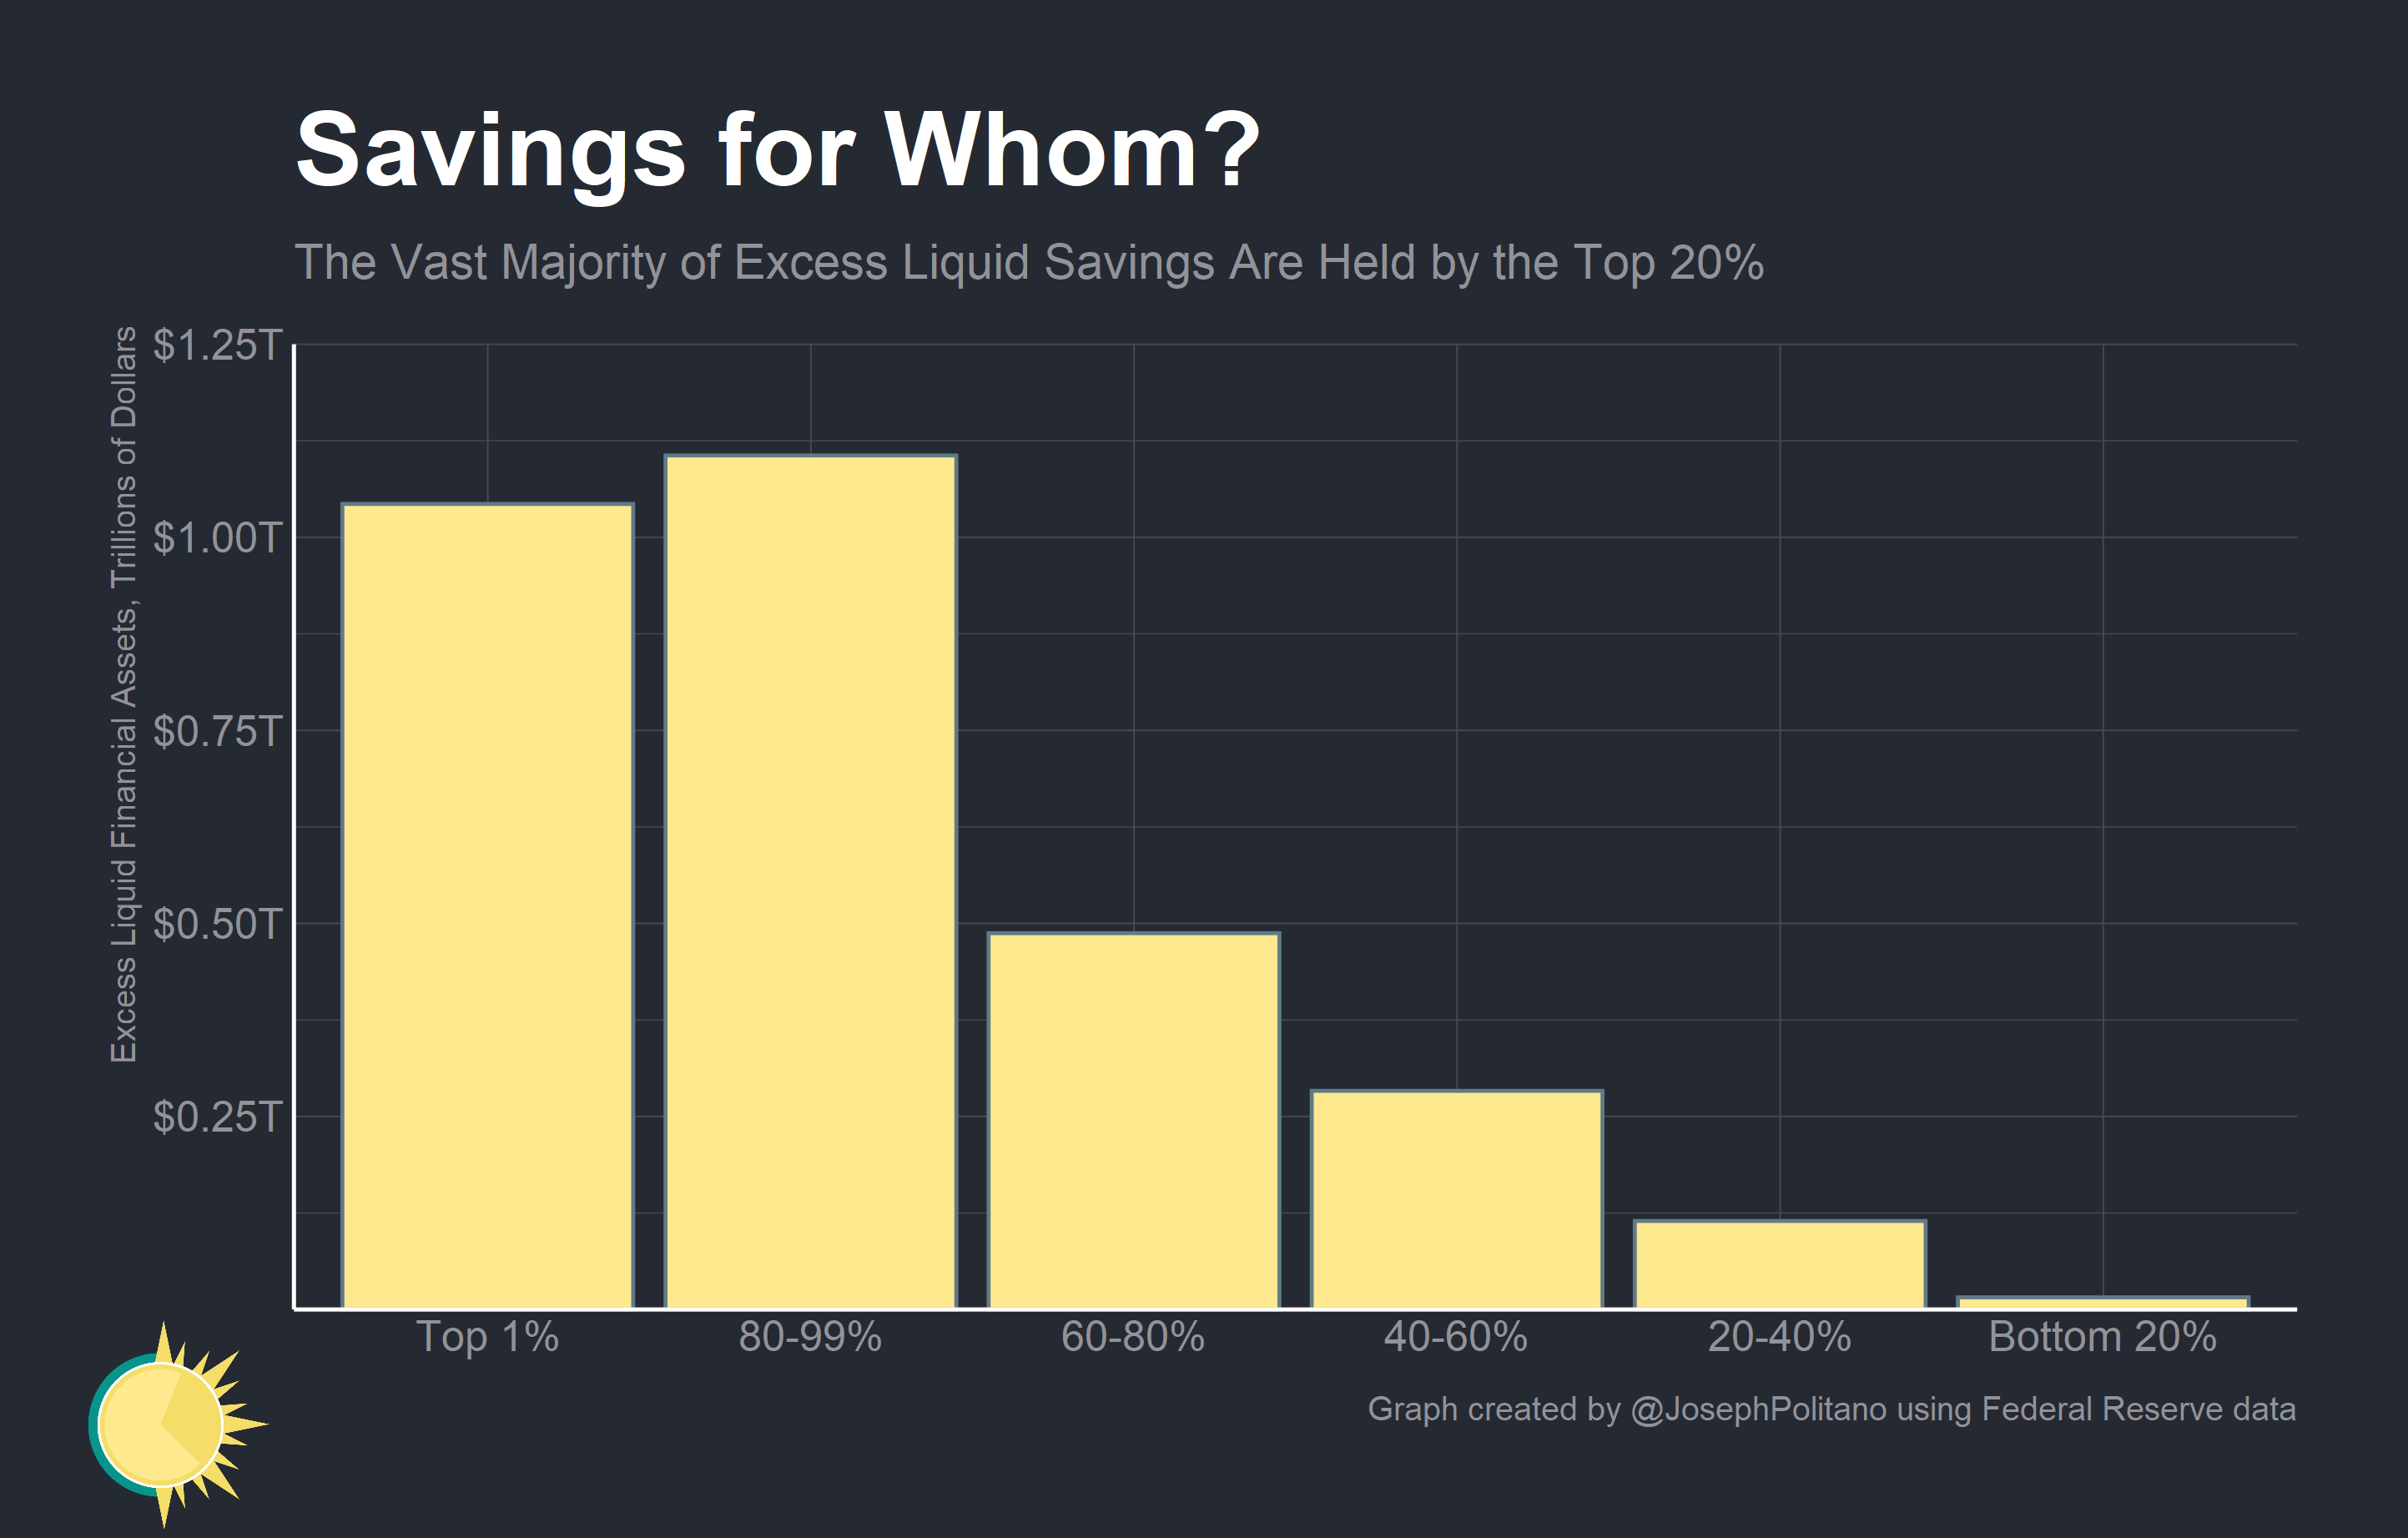 Savings for Whom?
The Vast Majority of Excess Liquid Savings Are Held by the Top 20%
Excess Liquid Financial Assets, Trillions of Dollars
$1.25T
$1.00T
$0.75T
$0.50T
$0.25T
Top 1% 80-99% 60-80% 40-60% 20-40% Bottom 20%
Graph created by @JosephPolitano using Federal Reserve data